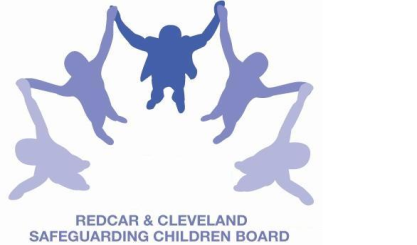 REDCAR & CLEVELAND
SAFEGUARDING CHILDREN BOARD